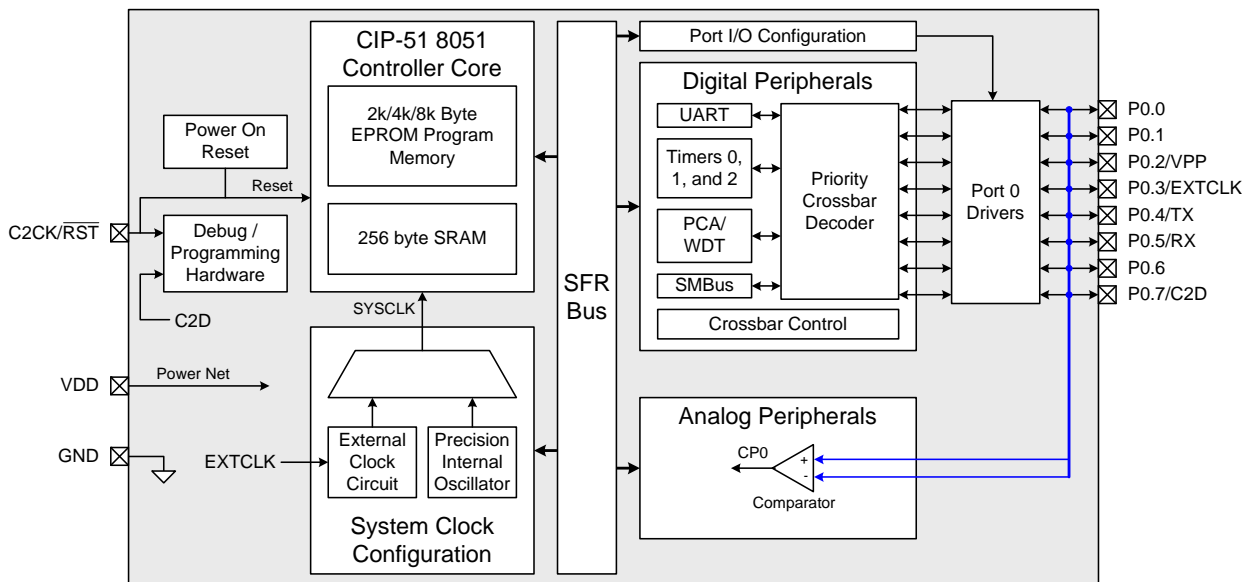 CIP-51 8051
Controller Core
2k/4k/8k Byte
EPROM Program
Memory
256 byte SRAM
Power On
Reset
Reset
C2CK/RST
Debug /
Programming
Hardware
C2D
VDD
Power Net
GND
SYSCLK
EXTCLK
External
Clock
Circuit
Precision
Internal
Oscillator
System Clock
Configuration
SFR
Bus
Port I/O Configuration
Digital Peripherals
UART
Timers 0,
1, and 2
PCA/
WDT
SMBus
Priority
Crossbar
Decoder
Crossbar Control
Port 0
Drivers
P0.0
P0.1
P0.2/VPP
P0.3/EXTCLK
P0.4/TX
P0.5/RX
P0.6
P0.7/C2D
Analog Peripherals
CP0
+
-
Comparator